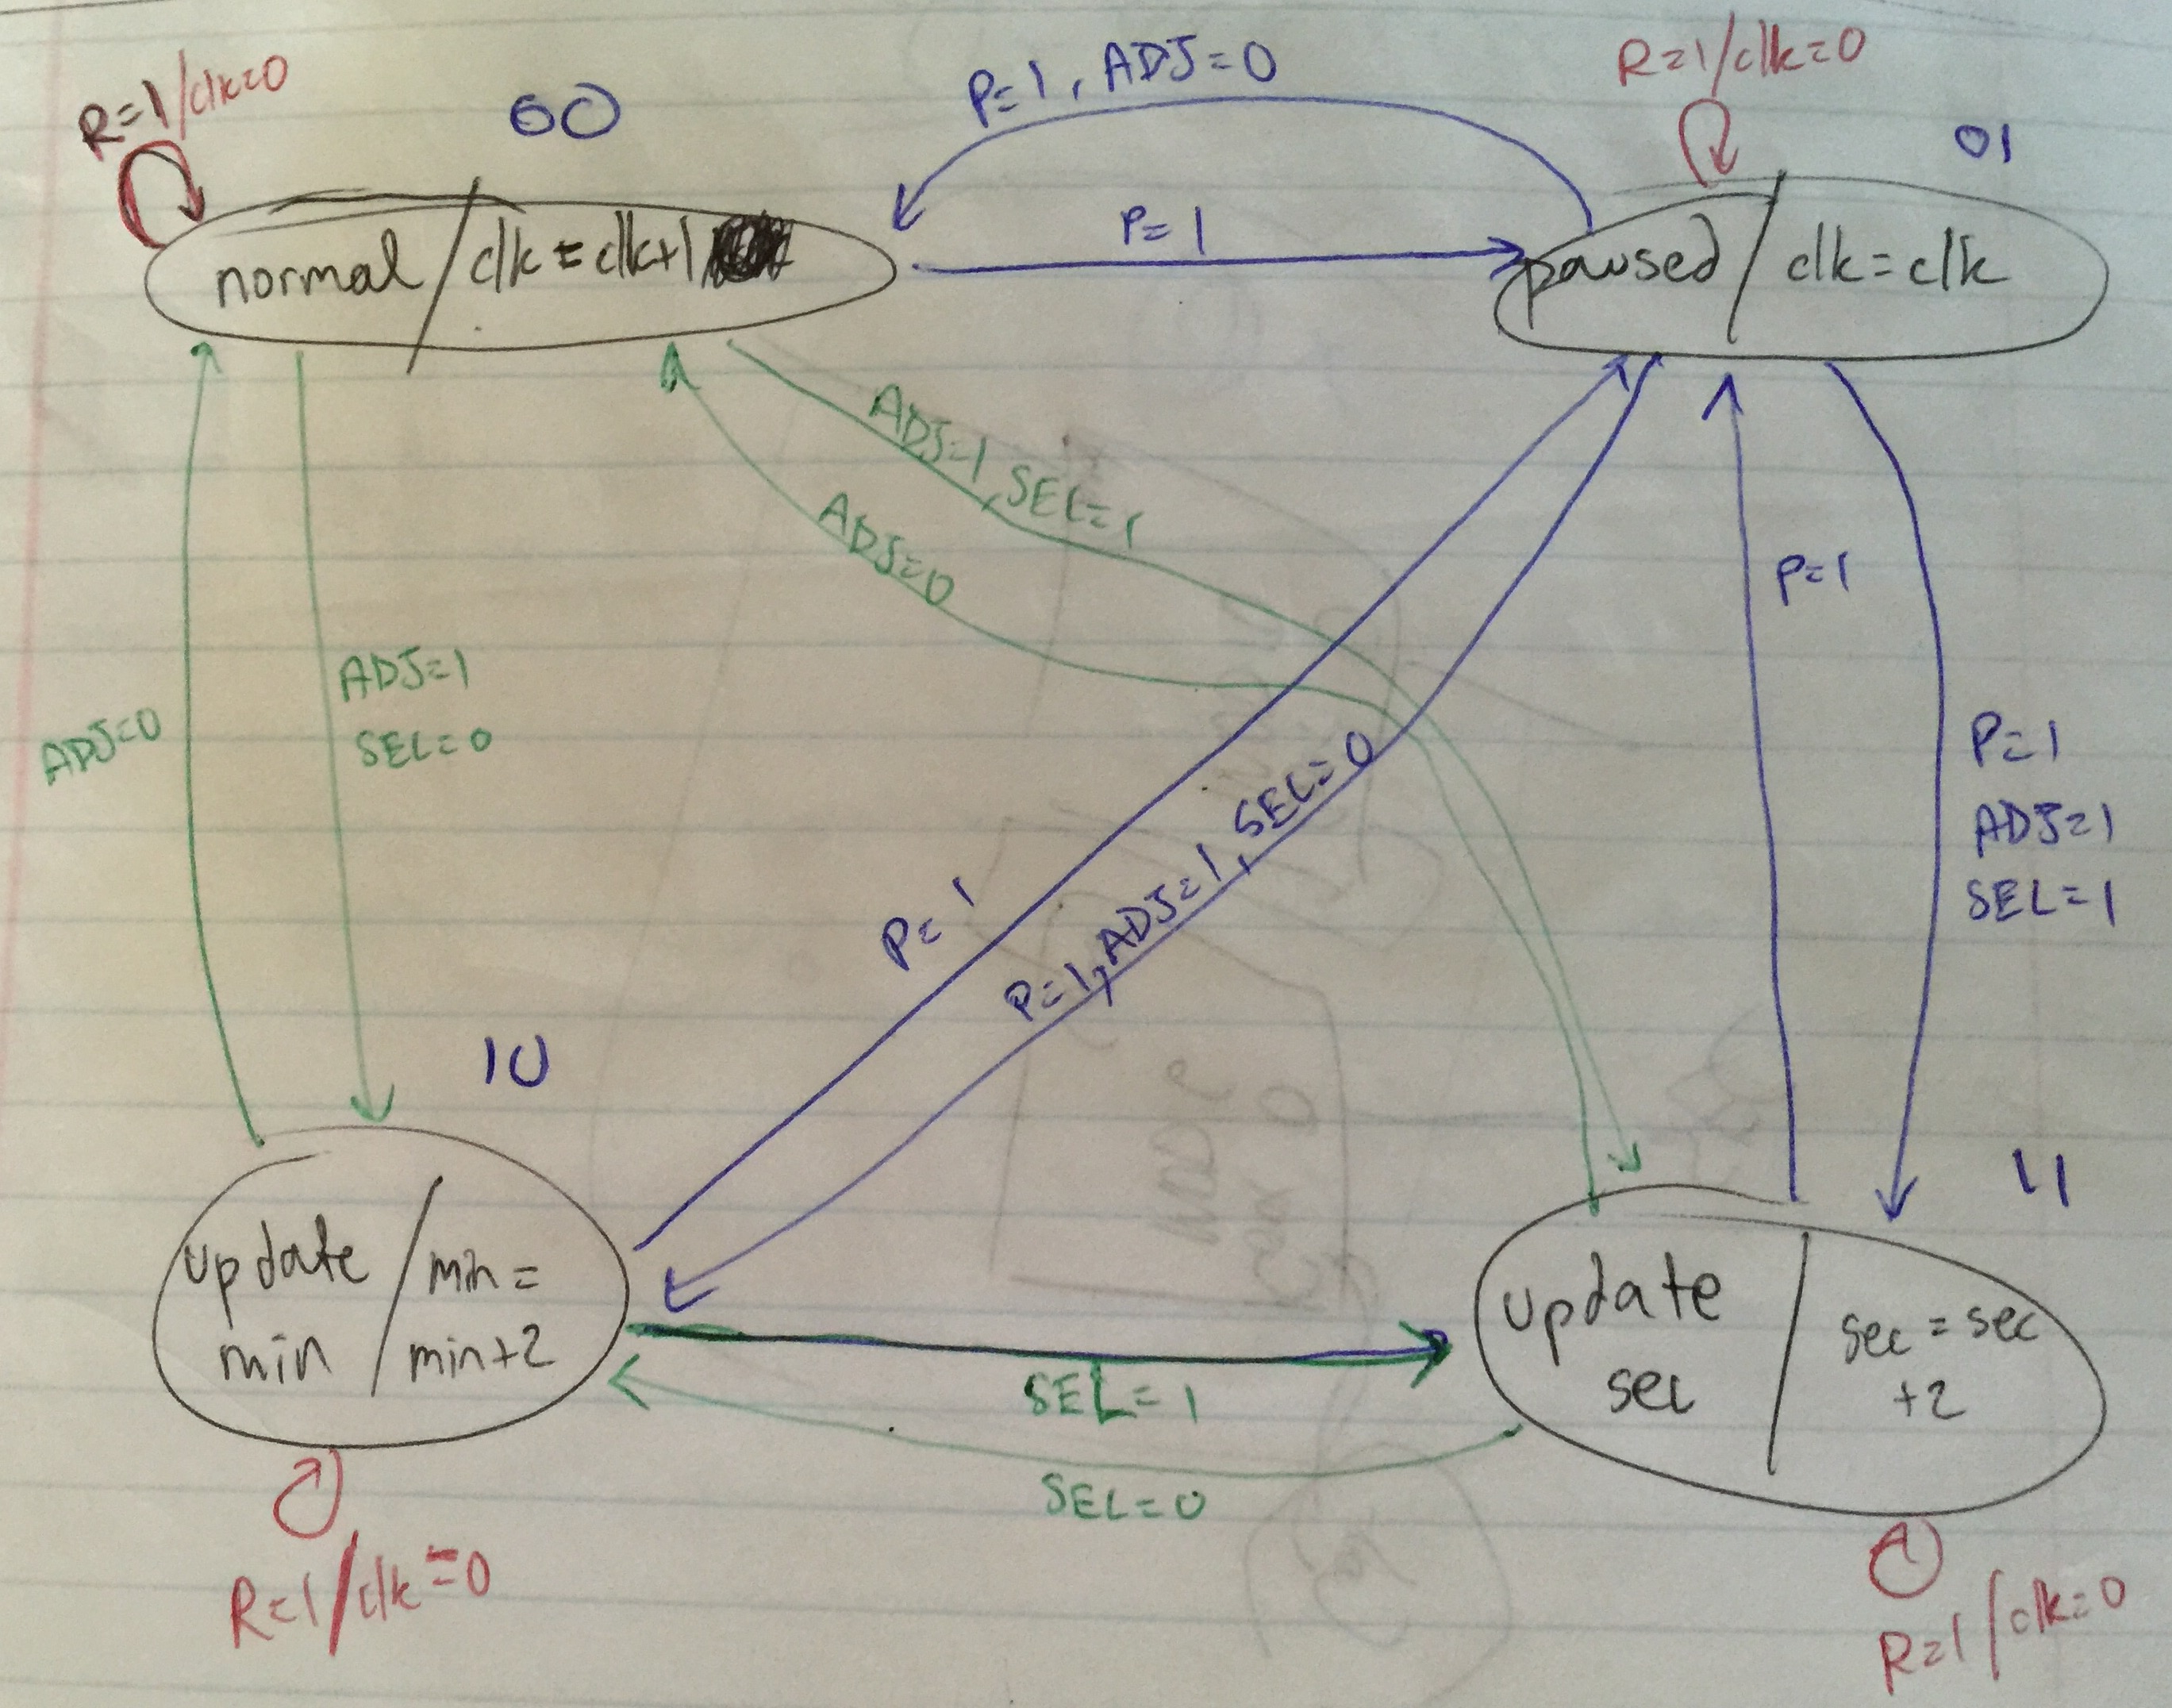 R=1/clk=0
00
P=1, ADJ=0
R=1/clk=0
01
normal / clk = clk+1
P=1
paused / clk=clk
ADJ=1, SEL=1
ADJ=0
P=1
ADJ=0
ADJ=1
SEL=0
P=1
ADJ=1
SEL=1
P=1
P=1, ADJ=1, SEL=0
10
11
update
min
/ min =
min+2
update
sec
/ sec = sec
+2
SEL=1
SEL=0
R=1/clk=0
R=1/clk=0